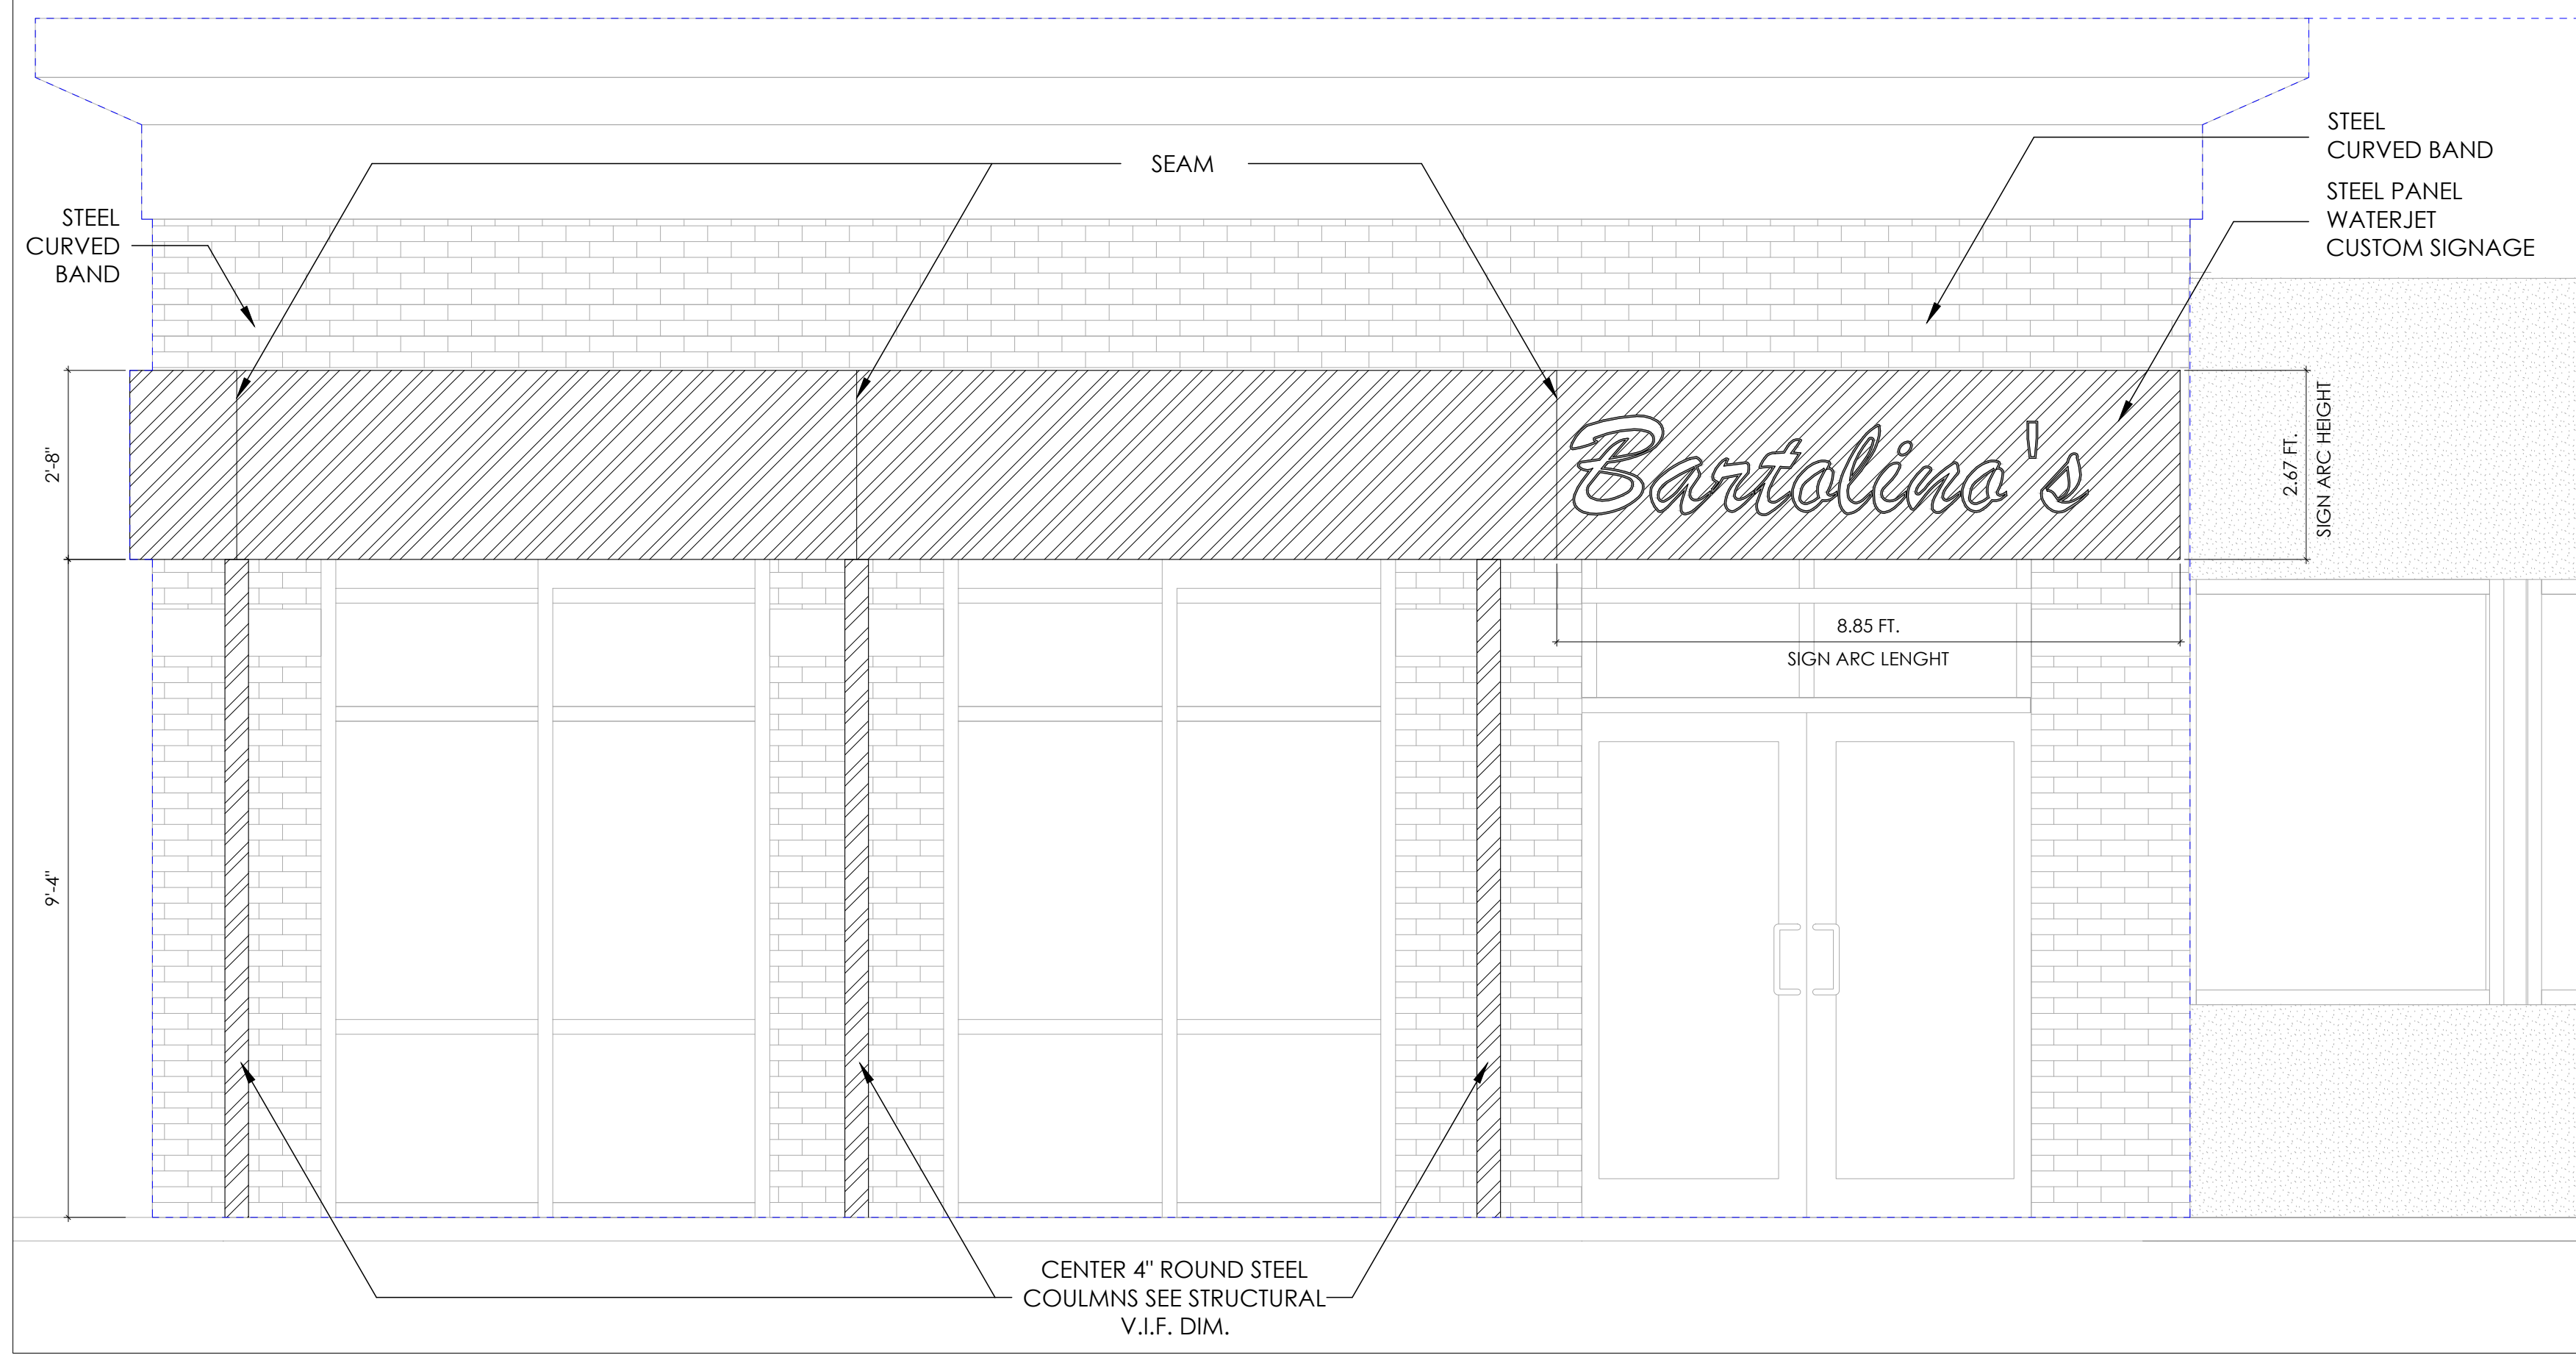 STEEL
CURVED BAND
SEAM
STEEL PANEL
WATERJET
CUSTOM SIGNAGE
STEEL
CURVED
BAND
2'-8"
Bartolino's
2.67 FT.
SIGN ARC HEIGHT
8.85 FT.
SIGN ARC LENGHT
9'-4"
CENTER 4" ROUND STEEL
COULMNS SEE STRUCTURAL
V.I.F. DIM.